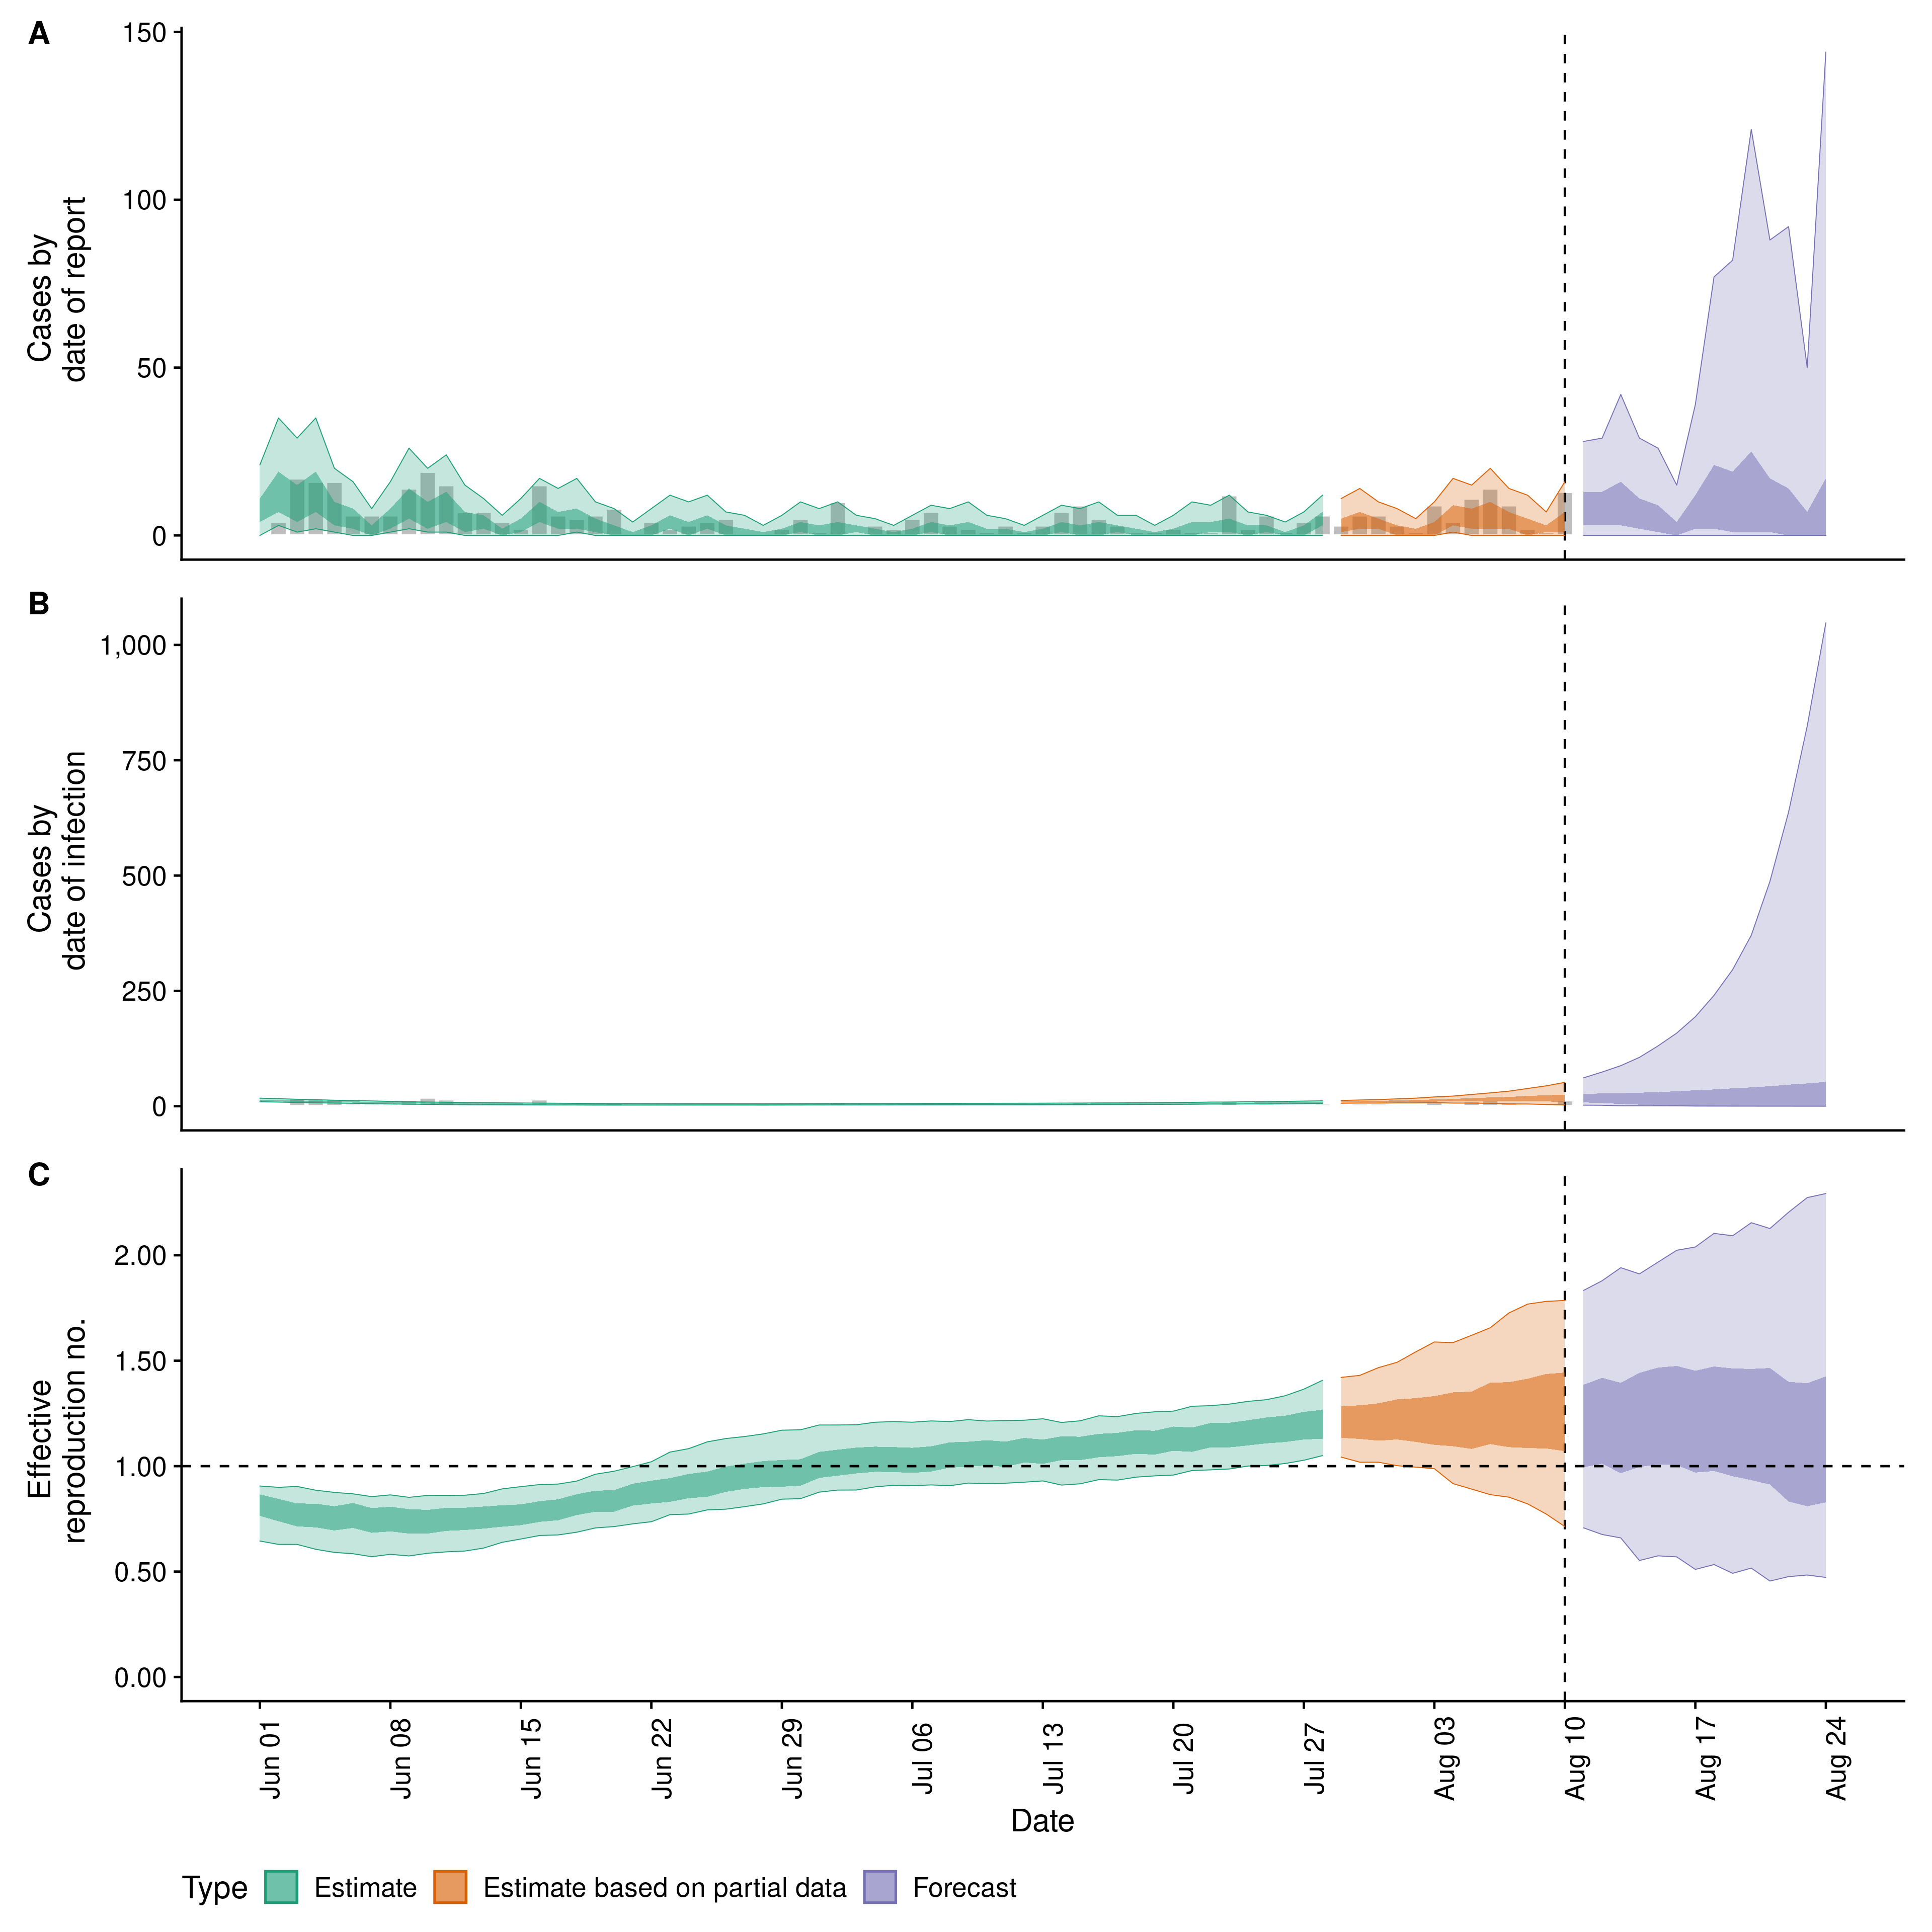 A
150
100
50
0
Cases by
date of report
B
1,000
750
500
250
0
Cases by
date of infection
C
2.00
1.50
1.00
0.50
0.00
Effective
reproduction no.
Jun 01
Jun 08
Jun 15
Jun 22
Jun 29
Jul 06
Jul 13
Jul 20
Jul 27
Aug 03
Aug 10
Aug 17
Aug 24
Date
Type Estimate Estimate based on partial data Forecast